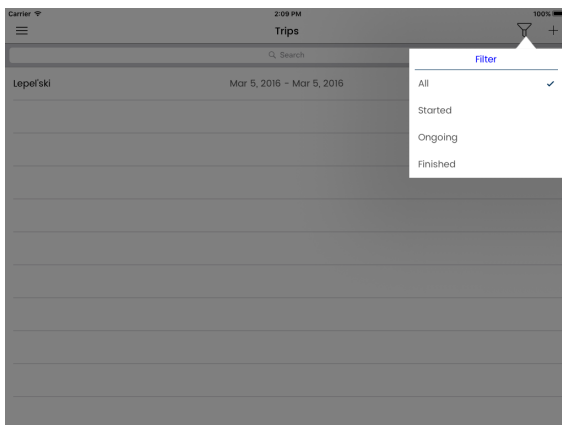 Carrier 2:09 PM 100%
Trips
Search
Filter
Lepel'ski Mar 5, 2016 - Mar 5, 2016
All
Started
Ongoing
Finished